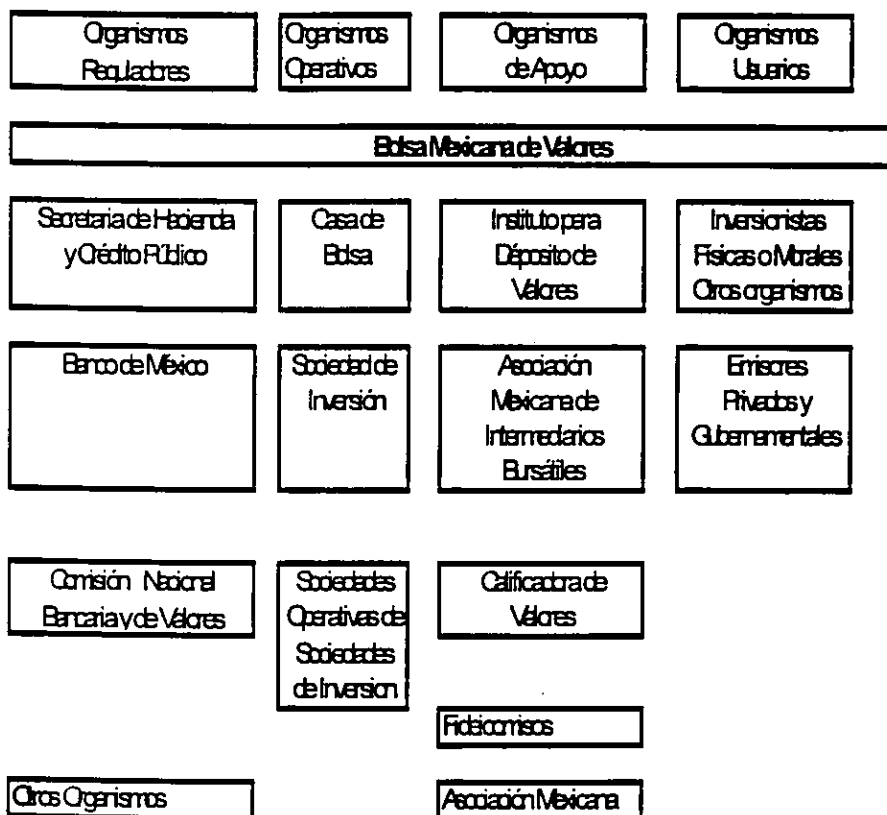 Organismos
Reguladores
Organismos
Operativos
Organismos
de Apoyo
Organismos
Usuarios
Bolsa Mexicana de Valores
Secretaria de Hacienda
y Crédito Público
Casa de
Bolsa
Instituto para
Déposito de
Valores
Inversionistas
Fisicas o Morales
Otros organismos
Banco de México
Sociedad de
Inversión
Asociación
Mexicana de
Intermediarios
Bursátiles
Emisores
Privados y
Gubernamentales
Comisión Nacional
Bancaria y de Valores
Sociedades
Operativas de
Sociedades
de Inversion
Calificadora de
Valores
Fideicomisos
Otros Organismos
Asociación Mexicana